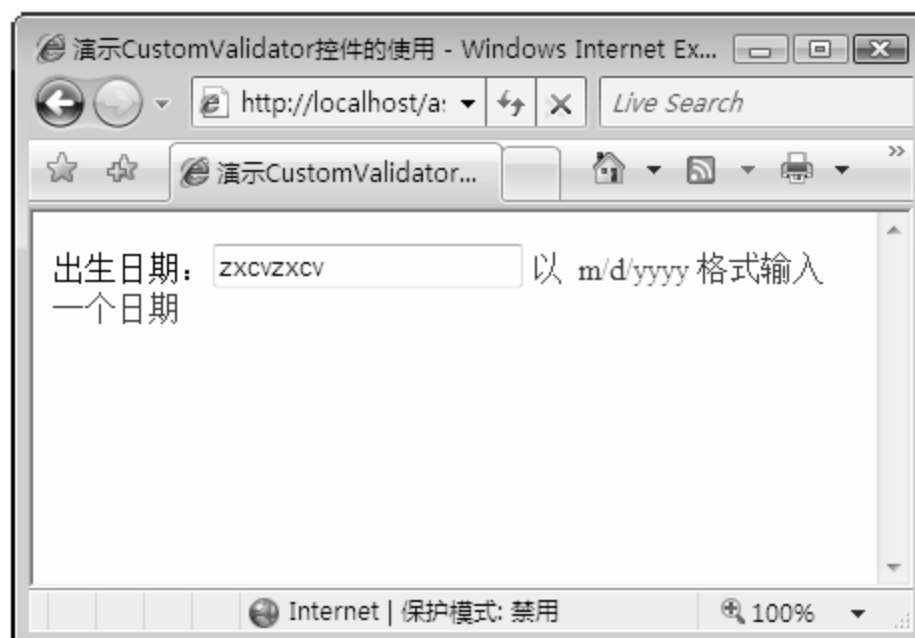 演示CustomValidator控件的使用 - Windows Internet Ex...
http://localhost/a:
Live Search
演示CustomValidator...
出生日期：zxcvzxcv 以 m/d/yyyy 格式输入
一个日期
Internet | 保护模式: 禁用
100%